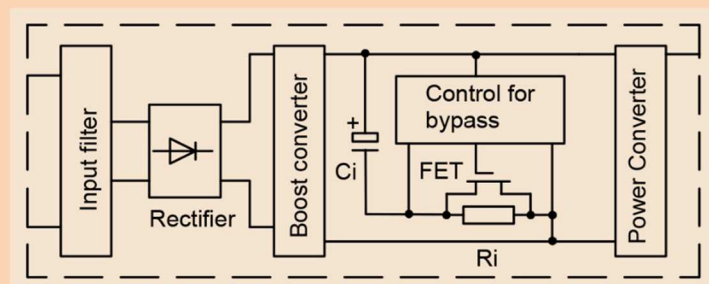 Input filter
Rectifier
Boost converter
+
Ci
Control for
bypass
FET
Ri
Power Converter